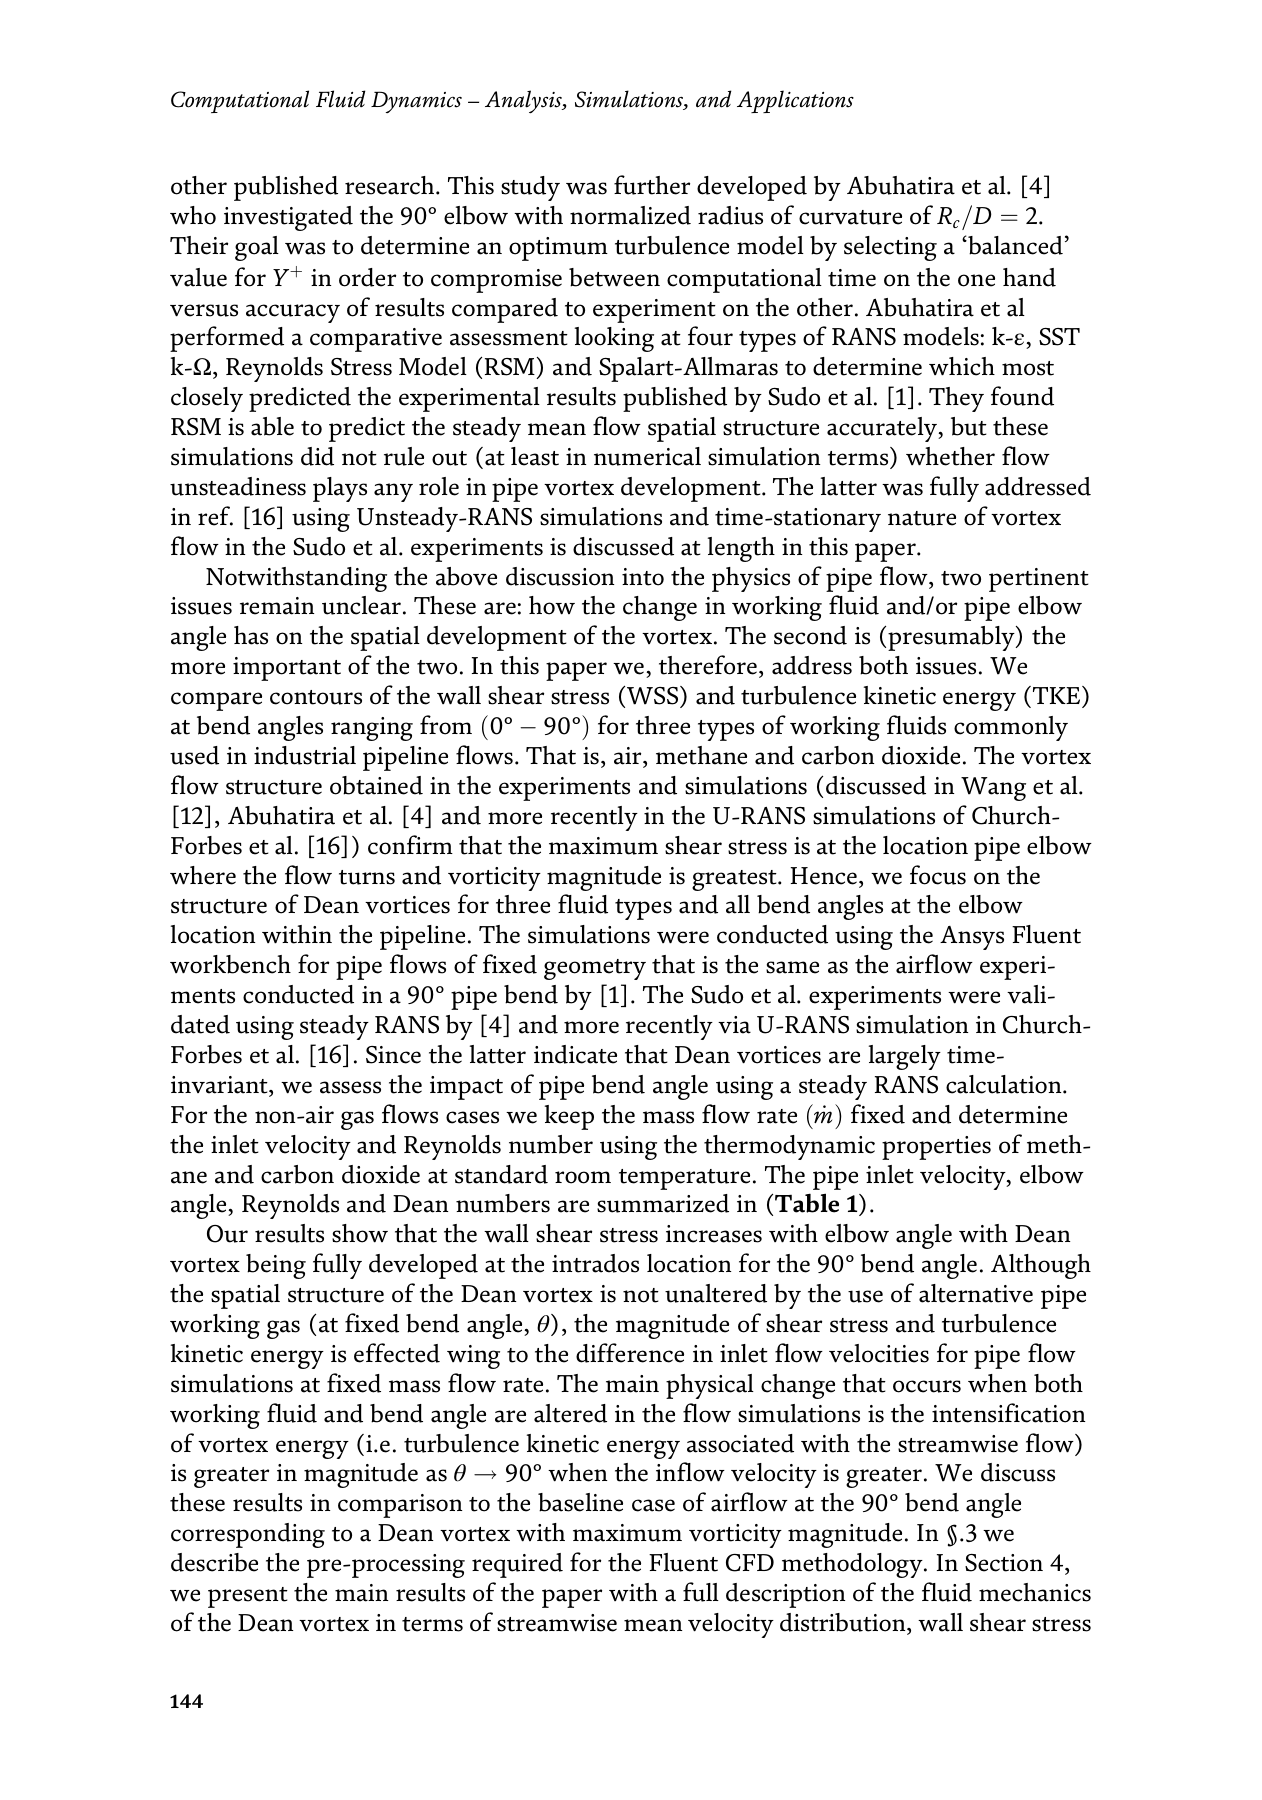 Computational Fluid Dynamics – Analysis, Simulations, and Applications
other published research. This study was further developed by Abuhatira et al. [4]
who investigated the 90° elbow with normalized radius of curvature of R_c/D = 2.
Their goal was to determine an optimum turbulence model by selecting a ‘balanced’
value for Y⁺ in order to compromise between computational time on the one hand
versus accuracy of results compared to experiment on the other. Abuhatira et al
performed a comparative assessment looking at four types of RANS models: k-ε, SST
k-Ω, Reynolds Stress Model (RSM) and Spalart-Allmaras to determine which most
closely predicted the experimental results published by Sudo et al. [1]. They found
RSM is able to predict the steady mean flow spatial structure accurately, but these
simulations did not rule out (at least in numerical simulation terms) whether flow
unsteadiness plays any role in pipe vortex development. The latter was fully addressed
in ref. [16] using Unsteady-RANS simulations and time-stationary nature of vortex
flow in the Sudo et al. experiments is discussed at length in this paper.
Notwithstanding the above discussion into the physics of pipe flow, two pertinent
issues remain unclear. These are: how the change in working fluid and/or pipe elbow
angle has on the spatial development of the vortex. The second is (presumably) the
more important of the two. In this paper we, therefore, address both issues. We
compare contours of the wall shear stress (WSS) and turbulence kinetic energy (TKE)
at bend angles ranging from (0° − 90°) for three types of working fluids commonly
used in industrial pipeline flows. That is, air, methane and carbon dioxide. The vortex
flow structure obtained in the experiments and simulations (discussed in Wang et al.
[12], Abuhatira et al. [4] and more recently in the U-RANS simulations of Church-
Forbes et al. [16]) confirm that the maximum shear stress is at the location pipe elbow
where the flow turns and vorticity magnitude is greatest. Hence, we focus on the
structure of Dean vortices for three fluid types and all bend angles at the elbow
location within the pipeline. The simulations were conducted using the Ansys Fluent
workbench for pipe flows of fixed geometry that is the same as the airflow experi-
ments conducted in a 90° pipe bend by [1]. The Sudo et al. experiments were vali-
dated using steady RANS by [4] and more recently via U-RANS simulation in Church-
Forbes et al. [16]. Since the latter indicate that Dean vortices are largely time-
invariant, we assess the impact of pipe bend angle using a steady RANS calculation.
For the non-air gas flows cases we keep the mass flow rate (ṁ) fixed and determine
the inlet velocity and Reynolds number using the thermodynamic properties of meth-
ane and carbon dioxide at standard room temperature. The pipe inlet velocity, elbow
angle, Reynolds and Dean numbers are summarized in (Table 1).
Our results show that the wall shear stress increases with elbow angle with Dean
vortex being fully developed at the intrados location for the 90° bend angle. Although
the spatial structure of the Dean vortex is not unaltered by the use of alternative pipe
working gas (at fixed bend angle, θ), the magnitude of shear stress and turbulence
kinetic energy is effected wing to the difference in inlet flow velocities for pipe flow
simulations at fixed mass flow rate. The main physical change that occurs when both
working fluid and bend angle are altered in the flow simulations is the intensification
of vortex energy (i.e. turbulence kinetic energy associated with the streamwise flow)
is greater in magnitude as θ → 90° when the inflow velocity is greater. We discuss
these results in comparison to the baseline case of airflow at the 90° bend angle
corresponding to a Dean vortex with maximum vorticity magnitude. In §.3 we
describe the pre-processing required for the Fluent CFD methodology. In Section 4,
we present the main results of the paper with a full description of the fluid mechanics
of the Dean vortex in terms of streamwise mean velocity distribution, wall shear stress
144